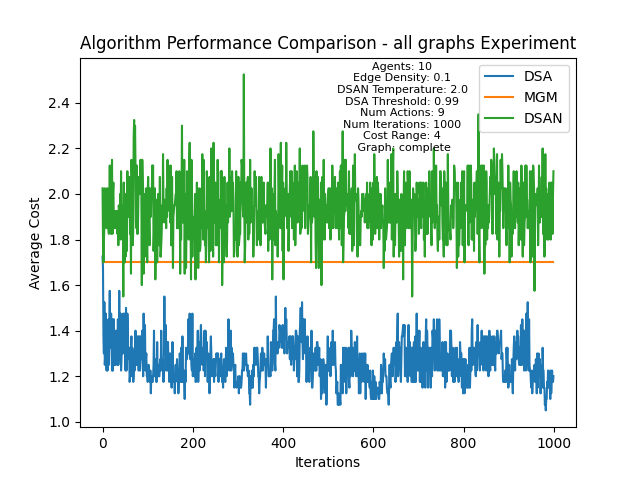 Algorithm Performance Comparison - all graphs Experiment
Agents: 10
Edge Density: 0.1
DSAN Temperature: 2.0
DSA Threshold: 0.99
Num Actions: 9
Num Iterations: 1000
Cost Range: 4
Graph: complete
DSA
MGM
DSAN
Average Cost
2.4
2.2
2.0
1.8
1.6
1.4
1.2
1.0
0 200 400 600 800 1000
Iterations